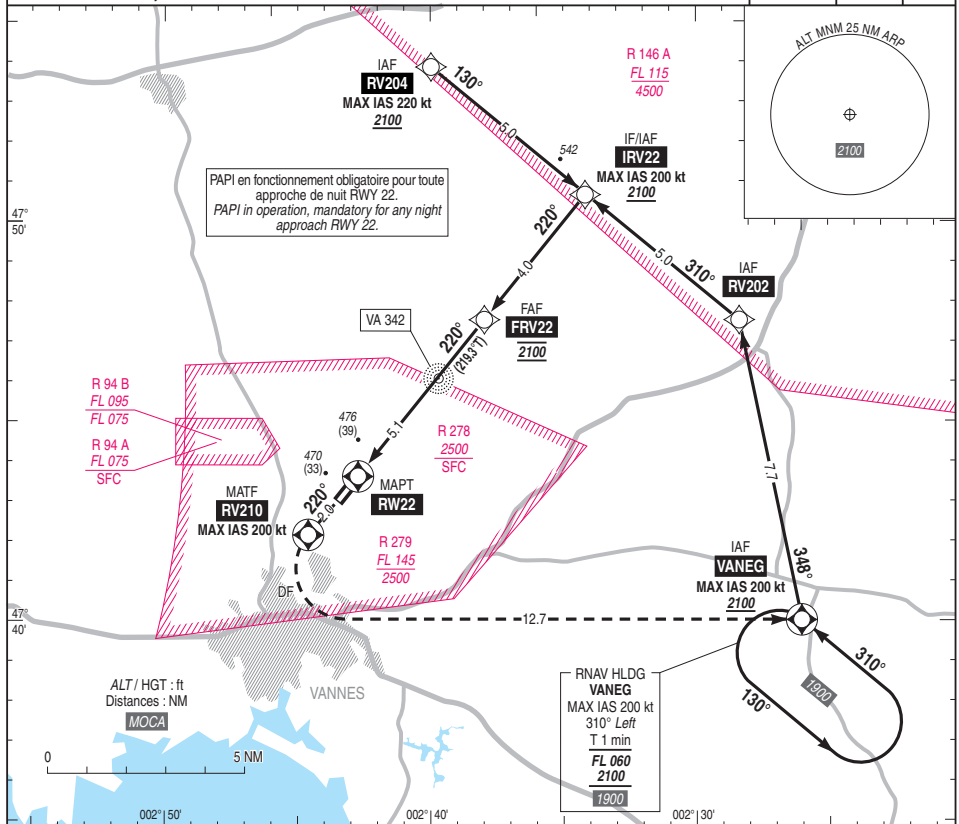 IAF
RV204
MAX IAS 220 kt
2100
130°
5.0
R 146 A
FL 115
4500
ALT MNM 25 NM ARP
2100
542
IF/IAF
IRV22
MAX IAS 200 kt
2100
PAPI en fonctionnement obligatoire pour toute
approche de nuit RWY 22.
PAPI in operation, mandatory for any night
approach RWY 22.
47°
50'
220°
4.0
5.0
310°
IAF
RV202
VA 342
FAF
FRV22
2100
220°
(219.3°T)
R 94 B
FL 095
FL 075
R 94 A
FL 075
SFC
476
(39)
5.1
R 278
2500
SFC
470
(33)
7.7
MATF
RV210
MAX IAS 200 kt
220°
2.0
MAPT
RW22
R 279
FL 145
2500
IAF
VANEG
MAX IAS 200 kt
2100
348°
DF
47°
40'
12.7
310°
1900
130°
RNAV HLDG
VANEG
MAX IAS 200 kt
310° Left
T 1 min
FL 060
2100
1900
ALT / HGT : ft
Distances : NM
MOCA
VANNES
0
5 NM
002° 50'
002° 40'
002° 30'